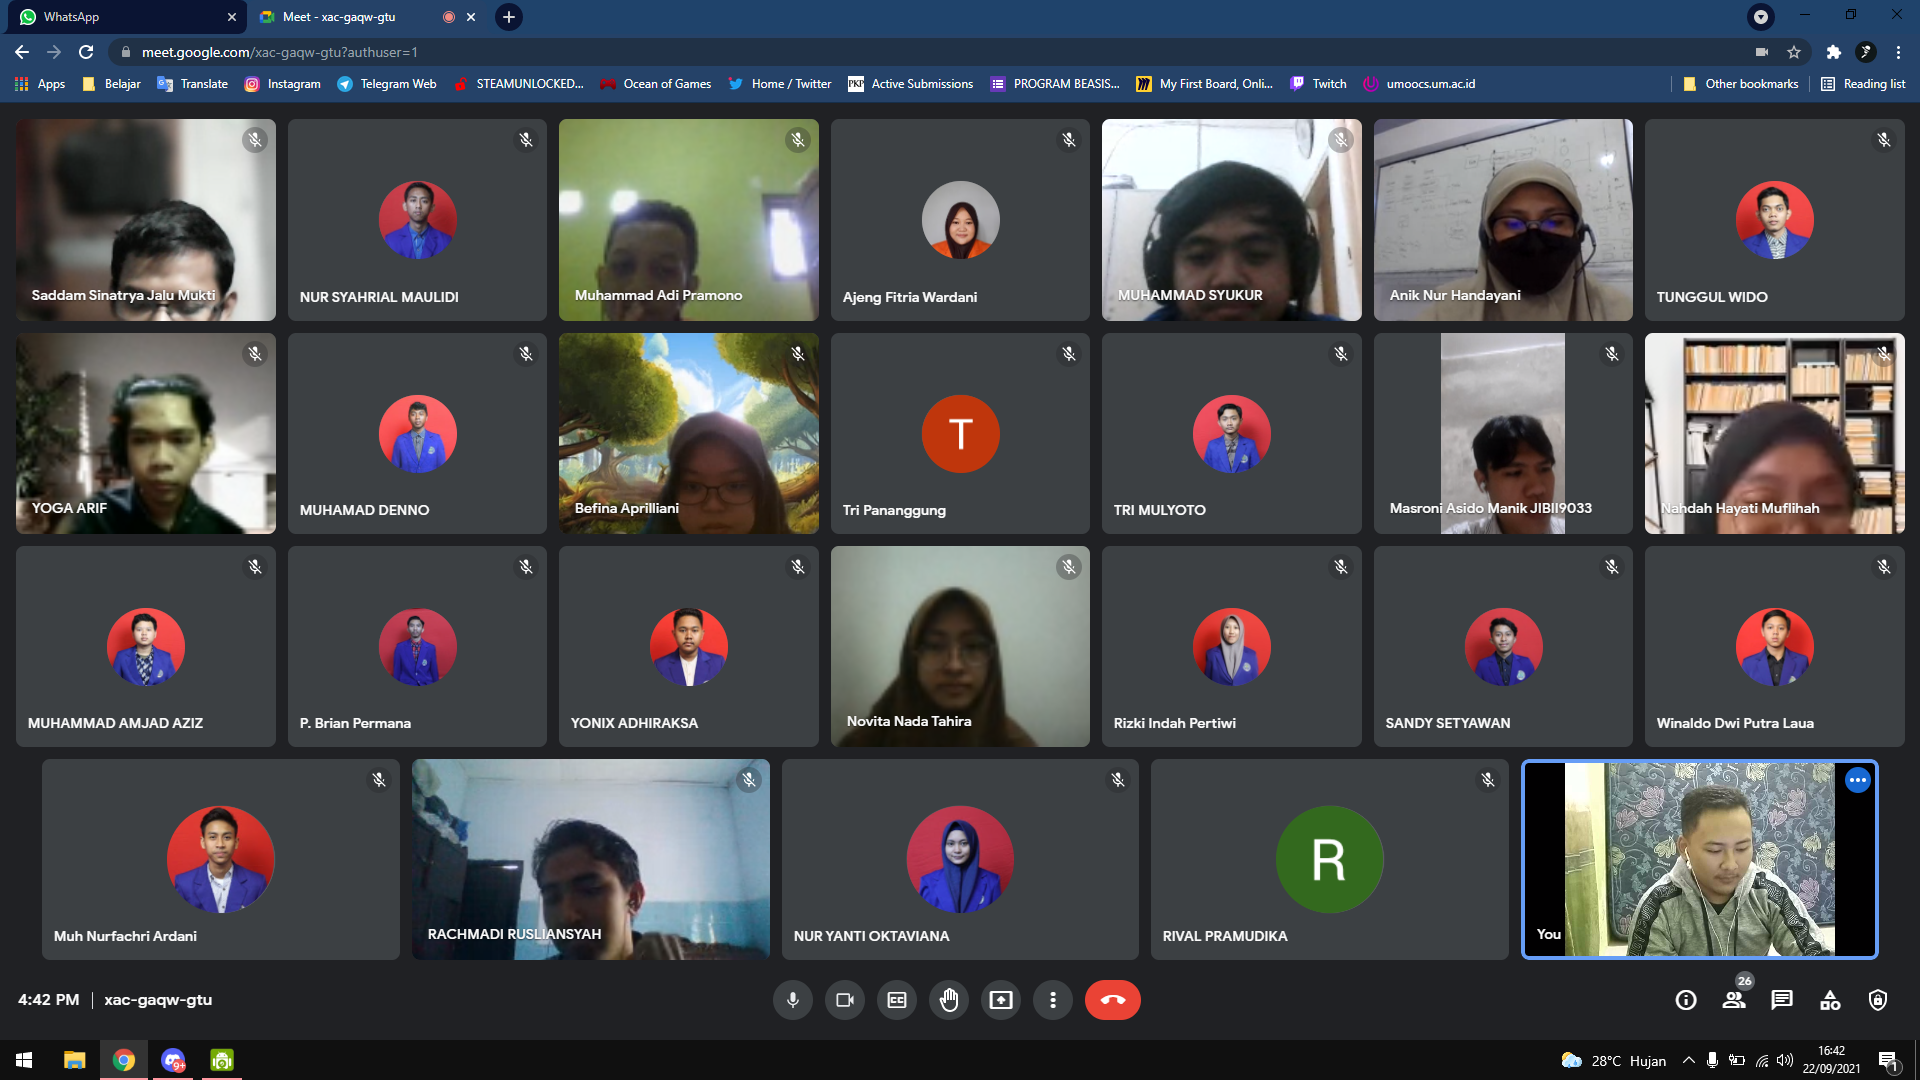 WhatsApp
Meet - xac-gaqw-gtu
meet.google.com/xac-gaqw-gtu?authuser=1
Apps Belajar Translate Instagram Telegram Web STEAMUNLOCKED... Ocean of Games Home / Twitter PKP Active Submissions PROGRAM BEASIS... My First Board, Onli... Twitch umoocs.um.ac.id Other bookmarks Reading list
Saddam Sinatrya Jalu Mukti
NUR SYAHRIAL MAULIDI
Muhammad Adi Pramono
Ajeng Fitria Wardani
MUHAMMAD SYUKUR
Anik Nur Handayani
TUNGGUL WIDO
YOGA ARIF
MUHAMAD DENNO
Befina Aprilliani
T
Tri Pananggung
TRI MULYOTO
Masroni Asido Manik JIBII9033
Nahdah Hayati Muflihah
MUHAMMAD AMJAD AZIZ
P. Brian Permana
YONIX ADHIRAKSA
Novita Nada Tahira
Rizki Indah Pertiwi
SANDY SETYAWAN
Winaldo Dwi Putra Laua
Muh Nurfachri Ardani
RACHMADI RUSLIANSYAH
NUR YANTI OKTAVIANA
R
RIVAL PRAMUDIKA
You
4:42 PM | xac-gaqw-gtu
26
9+
28°C Hujan
16:42
22/09/2021
1